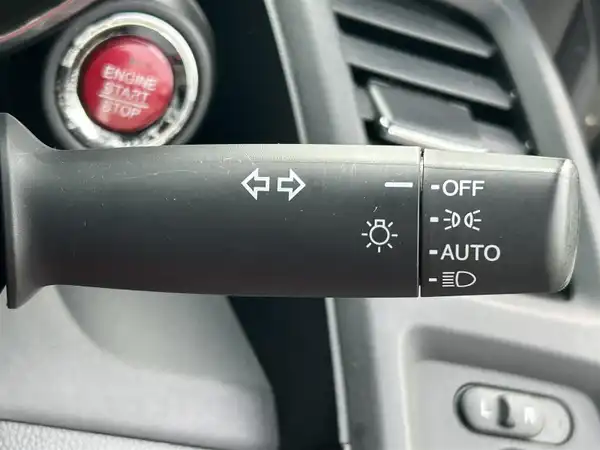 ENGINE
START
STOP
OFF
AUTO
L R